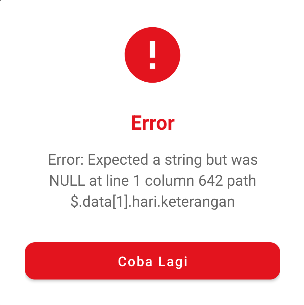 Error
Error: Expected a string but was
NULL at line 1 column 642 path
$.data[1].hari.keterangan
Coba Lagi